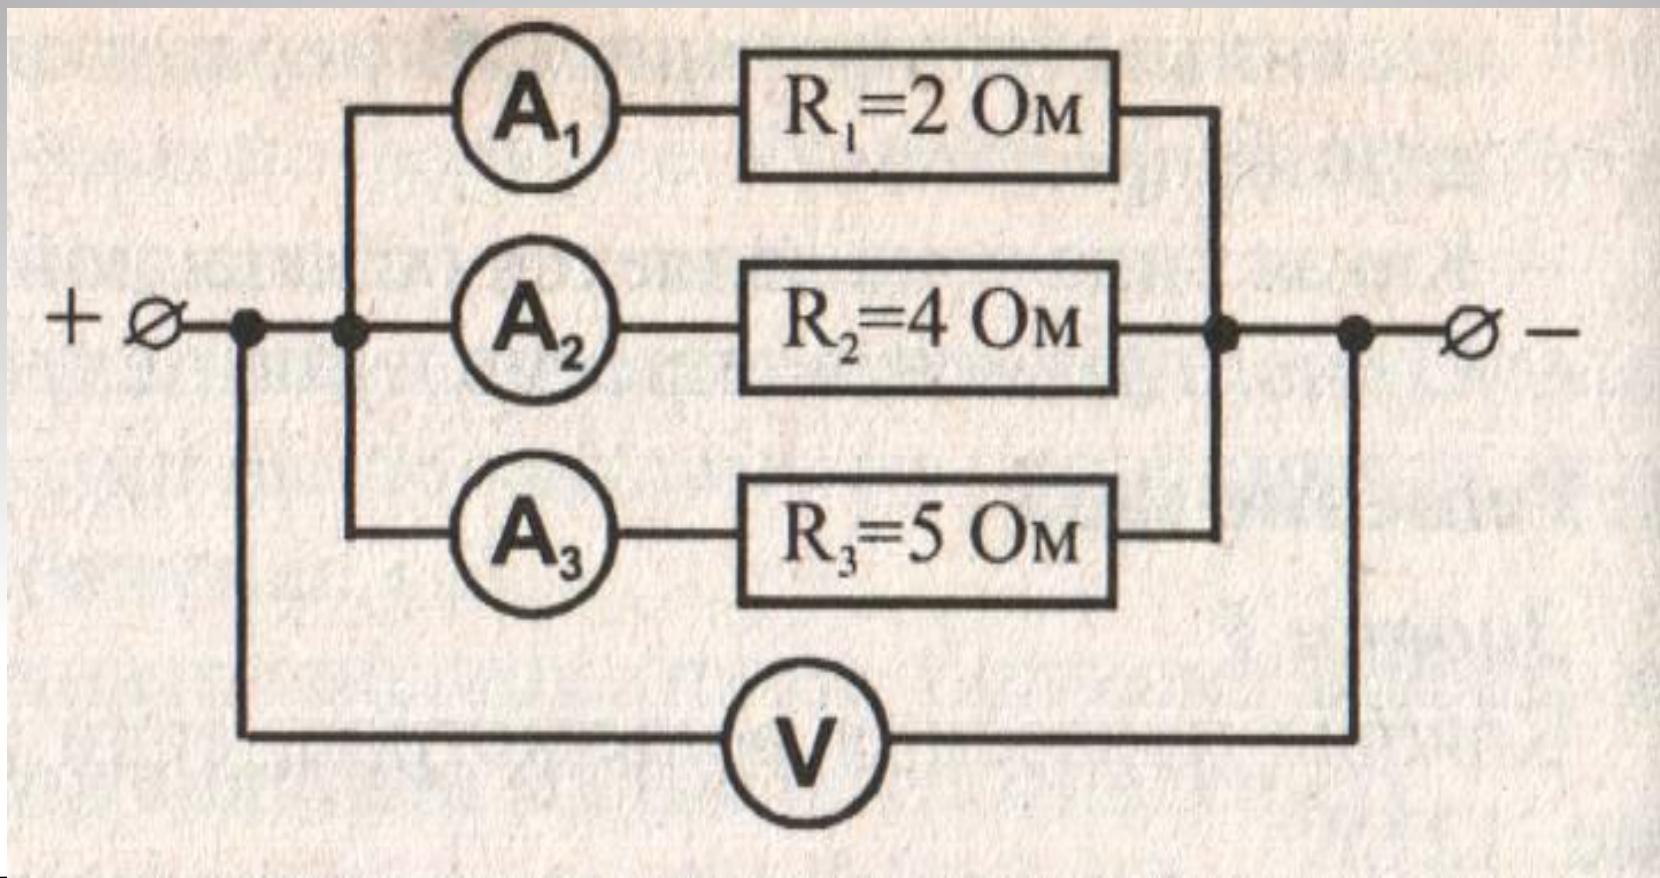 A₁ R₁=2 Ом
+ A₂ R₂=4 Ом −
A₃ R₃=5 Ом
V